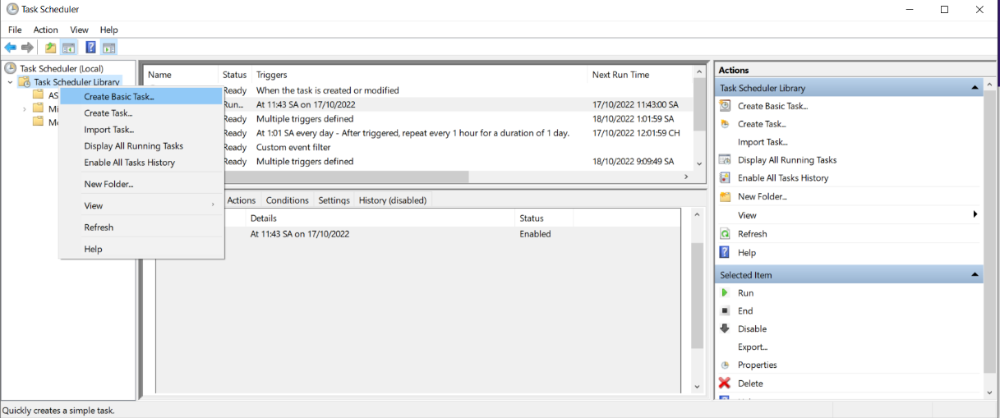 Task Scheduler
File Action View Help
Task Scheduler (Local)
Task Scheduler Library
AS
Mi
Mo
Create Basic Task...
Create Task...
Import Task...
Display All Running Tasks
Enable All Tasks History
New Folder...
View
Refresh
Help
Name Status Triggers Next Run Time
Ready When the task is created or modified
Run... At 11:43 SA on 17/10/2022 17/10/2022 11:43:00 SA
Ready Multiple triggers defined 18/10/2022 1:01:59 SA
Ready At 1:01 SA every day - After triggered, repeat every 1 hour for a duration of 1 day. 17/10/2022 12:01:59 CH
Ready Custom event filter
Ready Multiple triggers defined 18/10/2022 9:09:49 SA
Actions Conditions Settings History (disabled)
Details Status
At 11:43 SA on 17/10/2022 Enabled
Actions
Task Scheduler Library
Create Basic Task...
Create Task...
Import Task...
Display All Running Tasks
Enable All Tasks History
New Folder...
View
Refresh
Help
Selected Item
Run
End
Disable
Export...
Properties
Delete
Quickly creates a simple task.